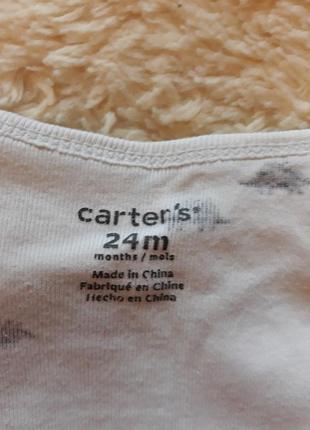 carter's®
24m
months / mois
Made in China
Fabriqué en Chine
Hecho en China